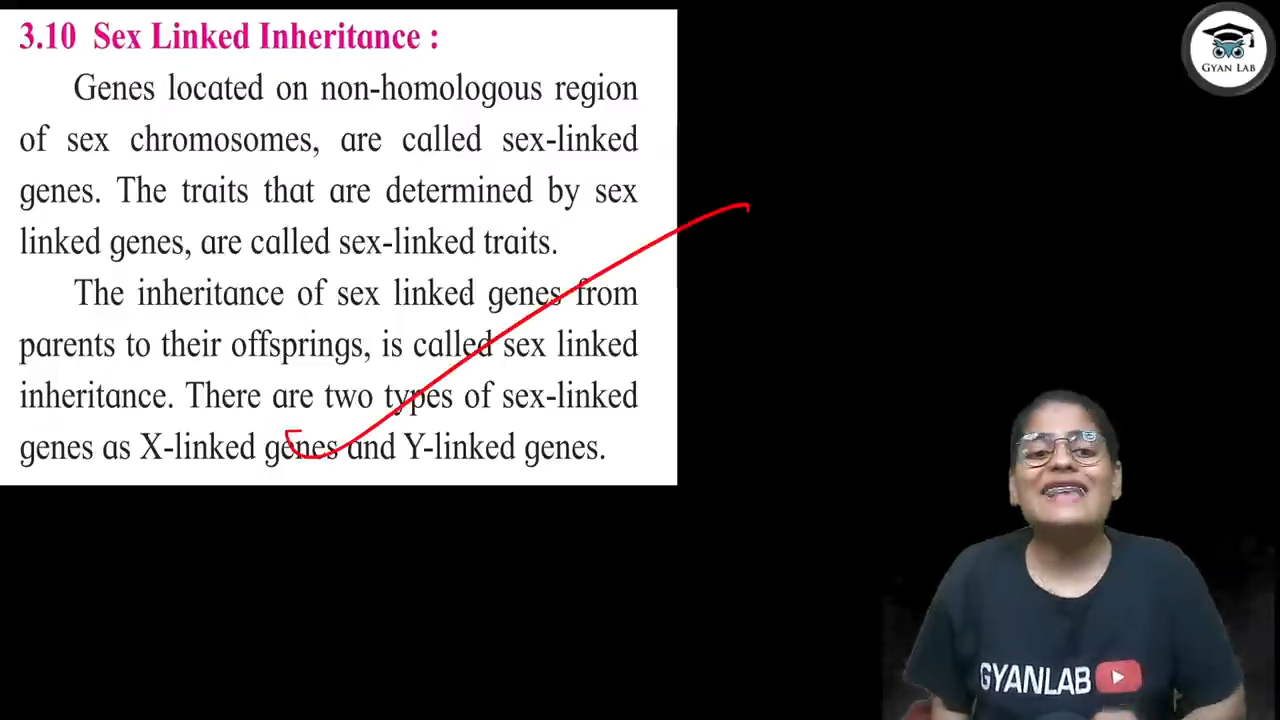 3.10 Sex Linked Inheritance :
Genes located on non-homologous region
of sex chromosomes, are called sex-linked
genes. The traits that are determined by sex
linked genes, are called sex-linked traits.
The inheritance of sex linked genes from
parents to their offsprings, is called sex linked
inheritance. There are two types of sex-linked
genes as X-linked genes and Y-linked genes.
GYAN LAB
GYANLAB